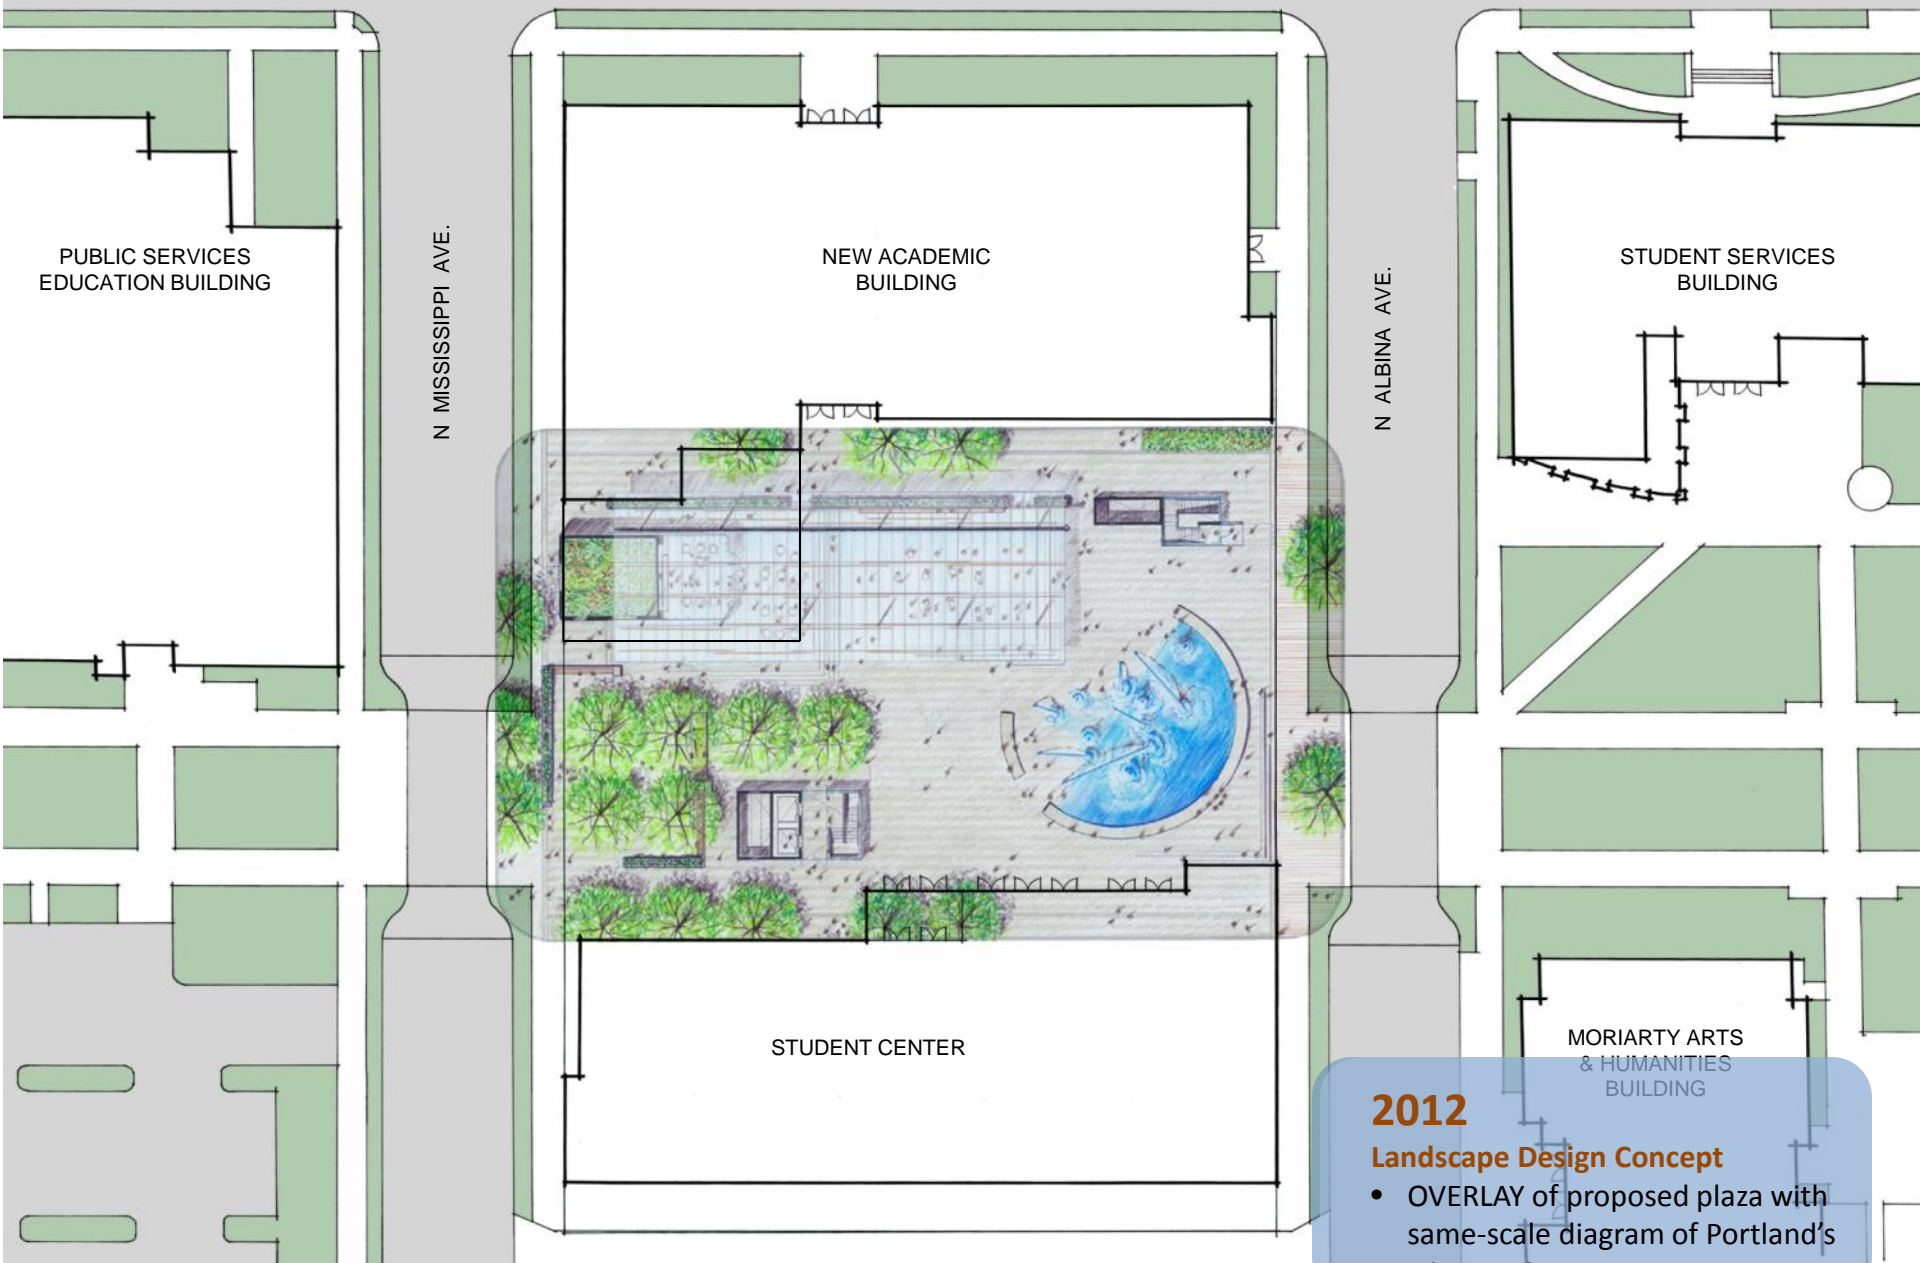 PUBLIC SERVICES
EDUCATION BUILDING
N MISSISSIPPI AVE.
NEW ACADEMIC
BUILDING
N ALBINA AVE.
STUDENT SERVICES
BUILDING
STUDENT CENTER
MORIARTY ARTS
& HUMANITIES
BUILDING
2012
Landscape Design Concept
• OVERLAY of proposed plaza with
same-scale diagram of Portland's